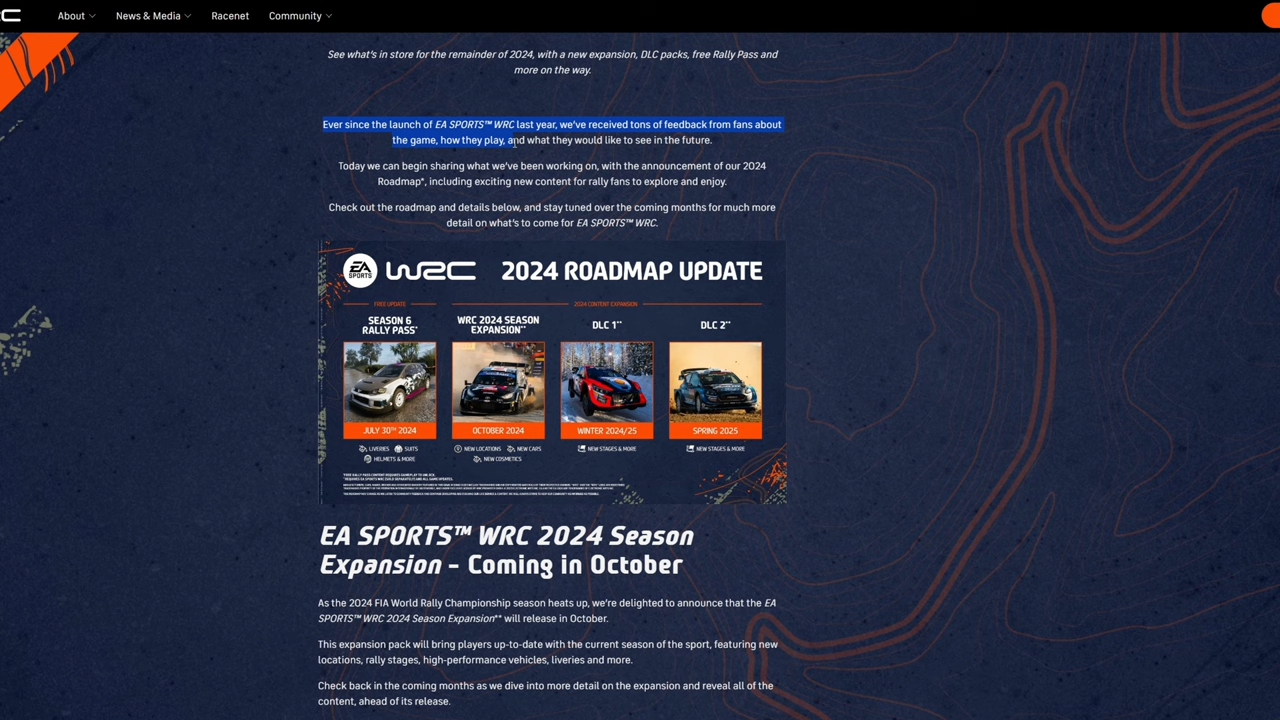 About
News & Media
Racenet
Community
See what's in store for the remainder of 2024, with a new expansion, DLC packs, free Rally Pass and
more on the way.
Ever since the launch of EA SPORTS™ WRC last year, we've received tons of feedback from fans about
the game, how they play, and what they would like to see in the future.
Today we can begin sharing what we've been working on, with the announcement of our 2024
Roadmap*, including exciting new content for rally fans to explore and enjoy.
Check out the roadmap and details below, and stay tuned over the coming months for much more
detail on what's to come for EA SPORTS™ WRC.
EA SPORTS WRC 2024 ROADMAP UPDATE
FREE UPDATE
2024 CONTENT EXPANSION
SEASON 6
RALLY PASS*
WRC 2024 SEASON
EXPANSION**
DLC 1**
DLC 2**
JULY 30TH 2024
OCTOBER 2024
WINTER 2024/25
SPRING 2025
LIVERIES
SUITS
HELMETS & MORE
NEW LOCATIONS
NEW CARS
NEW COSMETICS
NEW STAGES & MORE
NEW STAGES & MORE
EA SPORTS™ WRC 2024 Season
Expansion – Coming in October
As the 2024 FIA World Rally Championship season heats up, we're delighted to announce that the EA
SPORTS™ WRC 2024 Season Expansion** will release in October.
This expansion pack will bring players up-to-date with the current season of the sport, featuring new
locations, rally stages, high-performance vehicles, liveries and more.
Check back in the coming months as we dive into more detail on the expansion and reveal all of the
content, ahead of its release.